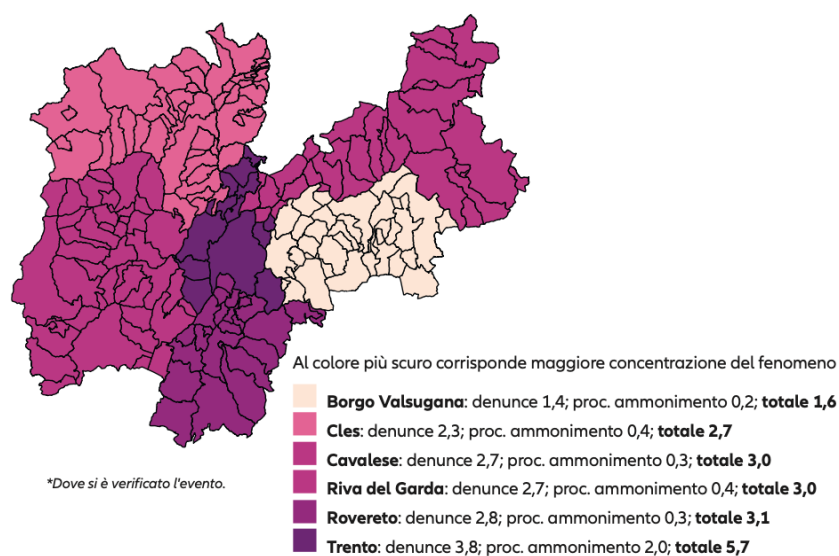 Al colore più scuro corrisponde maggiore concentrazione del fenomeno
Borgo Valsugana: denunce 1,4; proc. ammonimento 0,2; totale 1,6
Cles: denunce 2,3; proc. ammonimento 0,4; totale 2,7
Cavalese: denunce 2,7; proc. ammonimento 0,3; totale 3,0
Riva del Garda: denunce 2,7; proc. ammonimento 0,4; totale 3,0
Rovereto: denunce 2,8; proc. ammonimento 0,3; totale 3,1
Trento: denunce 3,8; proc. ammonimento 2,0; totale 5,7
*Dove si è verificato l'evento.